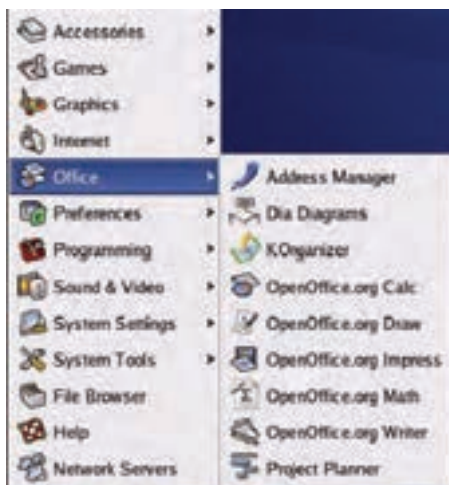 Accessories
Games
Graphics
Internet
Office
Preferences
Programming
Sound & Video
System Settings
System Tools
File Browser
Help
Network Servers
Address Manager
Dia Diagrams
KOrganizer
OpenOffice.org Calc
OpenOffice.org Draw
OpenOffice.org Impress
OpenOffice.org Math
OpenOffice.org Writer
Project Planner